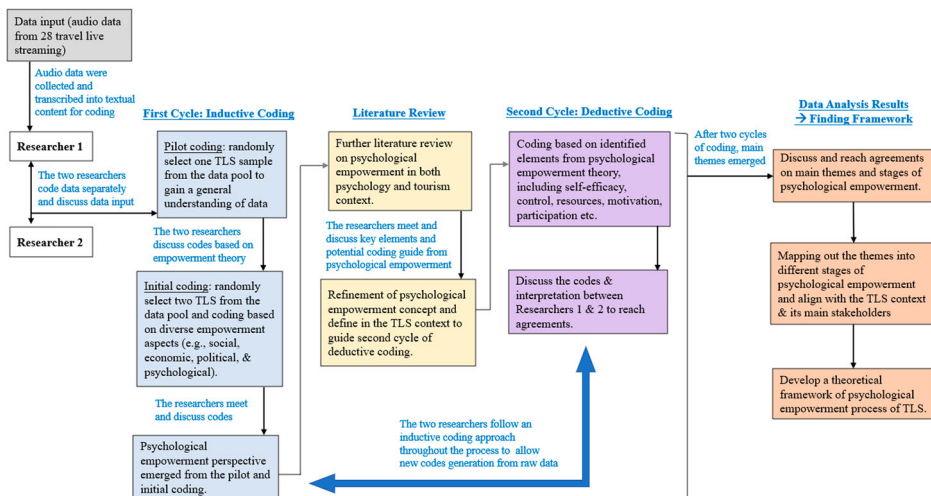 Data input (audio data
from 28 travel live
streaming)
Audio data were
collected and
transcribed into textual
content for coding
Researcher 1
The two researchers
code data separately
and discuss data input
Researcher 2
First Cycle: Inductive Coding
Pilot coding: randomly
select one TLS sample
from the data pool to
gain a general
understanding of data
The two researchers
discuss codes based on
empowerment theory
Initial coding: randomly
select two TLS from the
data pool and coding based
on diverse empowerment
aspects (e.g., social,
economic, political, &
psychological).
The researchers meet
and discuss codes
Psychological
empowerment perspective
emerged from the pilot and
initial coding.
Literature Review
Further literature review
on psychological
empowerment in both
psychology and tourism
context.
The researchers meet and
discuss key elements and
potential coding guide from
psychological empowerment
Refinement of psychological
empowerment concept and
define in the TLS context to
guide second cycle of
deductive coding.
Second Cycle: Deductive Coding
Coding based on identified
elements from psychological
empowerment theory,
including self-efficacy,
control, resources, motivation,
participation etc.
Discuss the codes &
interpretation between
Researchers 1 & 2 to reach
agreements.
The two researchers follow an
inductive coding approach
throughout the process to allow
new codes generation from raw
data
After two cycles
of coding, main
themes emerged
Data Analysis Results
→ Finding Framework
Discuss and reach agreements
on main themes and stages of
psychological empowerment.
Mapping out the themes into
different stages of
psychological empowerment
and align with the TLS context
& its main stakeholders
Develop a theoretical
framework of psychological
empowerment process of TLS.